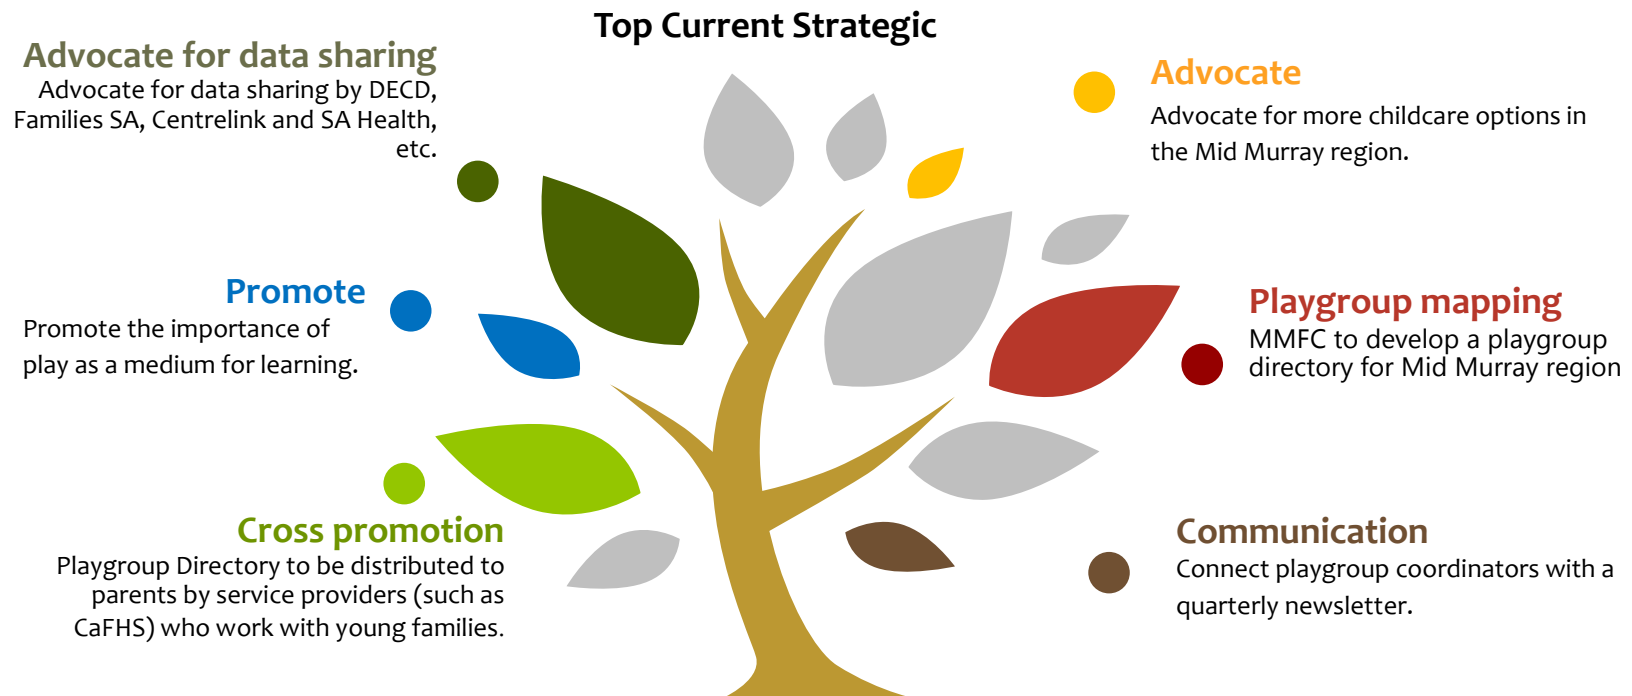 Top Current Strategic
Advocate for data sharing
Advocate for data sharing by DECD,
Families SA, Centrelink and SA Health,
etc.
Promote
Promote the importance of
play as a medium for learning.
Cross promotion
Playgroup Directory to be distributed to
parents by service providers (such as
CaFHS) who work with young families.
Advocate
Advocate for more childcare options in
the Mid Murray region.
Playgroup mapping
MMFC to develop a playgroup
directory for Mid Murray region
Communication
Connect playgroup coordinators with a
quarterly newsletter.